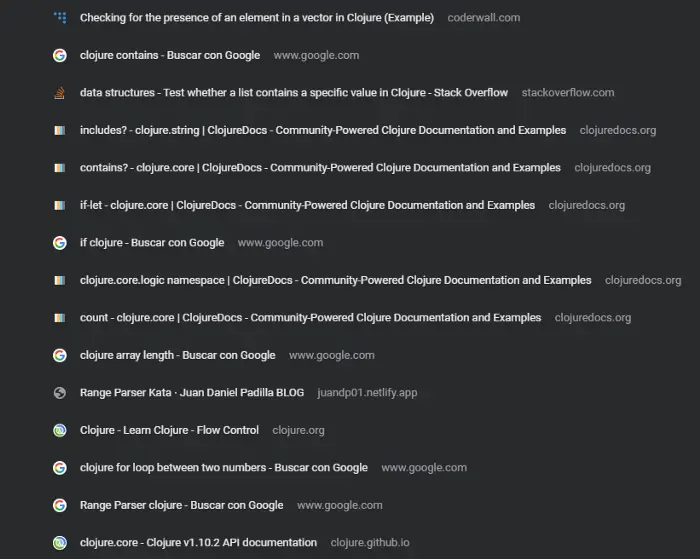 Checking for the presence of an element in a vector in Clojure (Example) coderwall.com
clojure contains - Buscar con Google www.google.com
data structures - Test whether a list contains a specific value in Clojure - Stack Overflow stackoverflow.com
includes? - clojure.string | ClojureDocs - Community-Powered Clojure Documentation and Examples clojuredocs.org
contains? - clojure.core | ClojureDocs - Community-Powered Clojure Documentation and Examples clojuredocs.org
if-let - clojure.core | ClojureDocs - Community-Powered Clojure Documentation and Examples clojuredocs.org
if clojure - Buscar con Google www.google.com
clojure.core.logic namespace | ClojureDocs - Community-Powered Clojure Documentation and Examples clojuredocs.org
count - clojure.core | ClojureDocs - Community-Powered Clojure Documentation and Examples clojuredocs.org
clojure array length - Buscar con Google www.google.com
Range Parser Kata · Juan Daniel Padilla BLOG juandp01.netlify.app
Clojure - Learn Clojure - Flow Control clojure.org
clojure for loop between two numbers - Buscar con Google www.google.com
Range Parser clojure - Buscar con Google www.google.com
clojure.core - Clojure v1.10.2 API documentation clojure.github.io